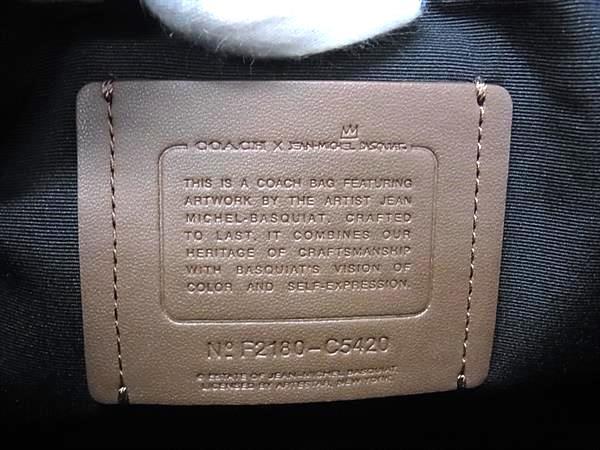 COACH X JEAN-MICHEL BASQUIAT
THIS IS A COACH BAG FEATURING
ARTWORK BY THE ARTIST JEAN
MICHEL-BASQUIAT, CRAFTED
TO LAST, IT COMBINES OUR
HERITAGE OF CRAFTSMANSHIP
WITH BASQUIAT'S VISION OF
COLOR AND SELF-EXPRESSION.
Nº F2180-C5420
© ESTATE OF JEAN-MICHEL BASQUIAT.
LICENSED BY ARTESTAR, NEW YORK.